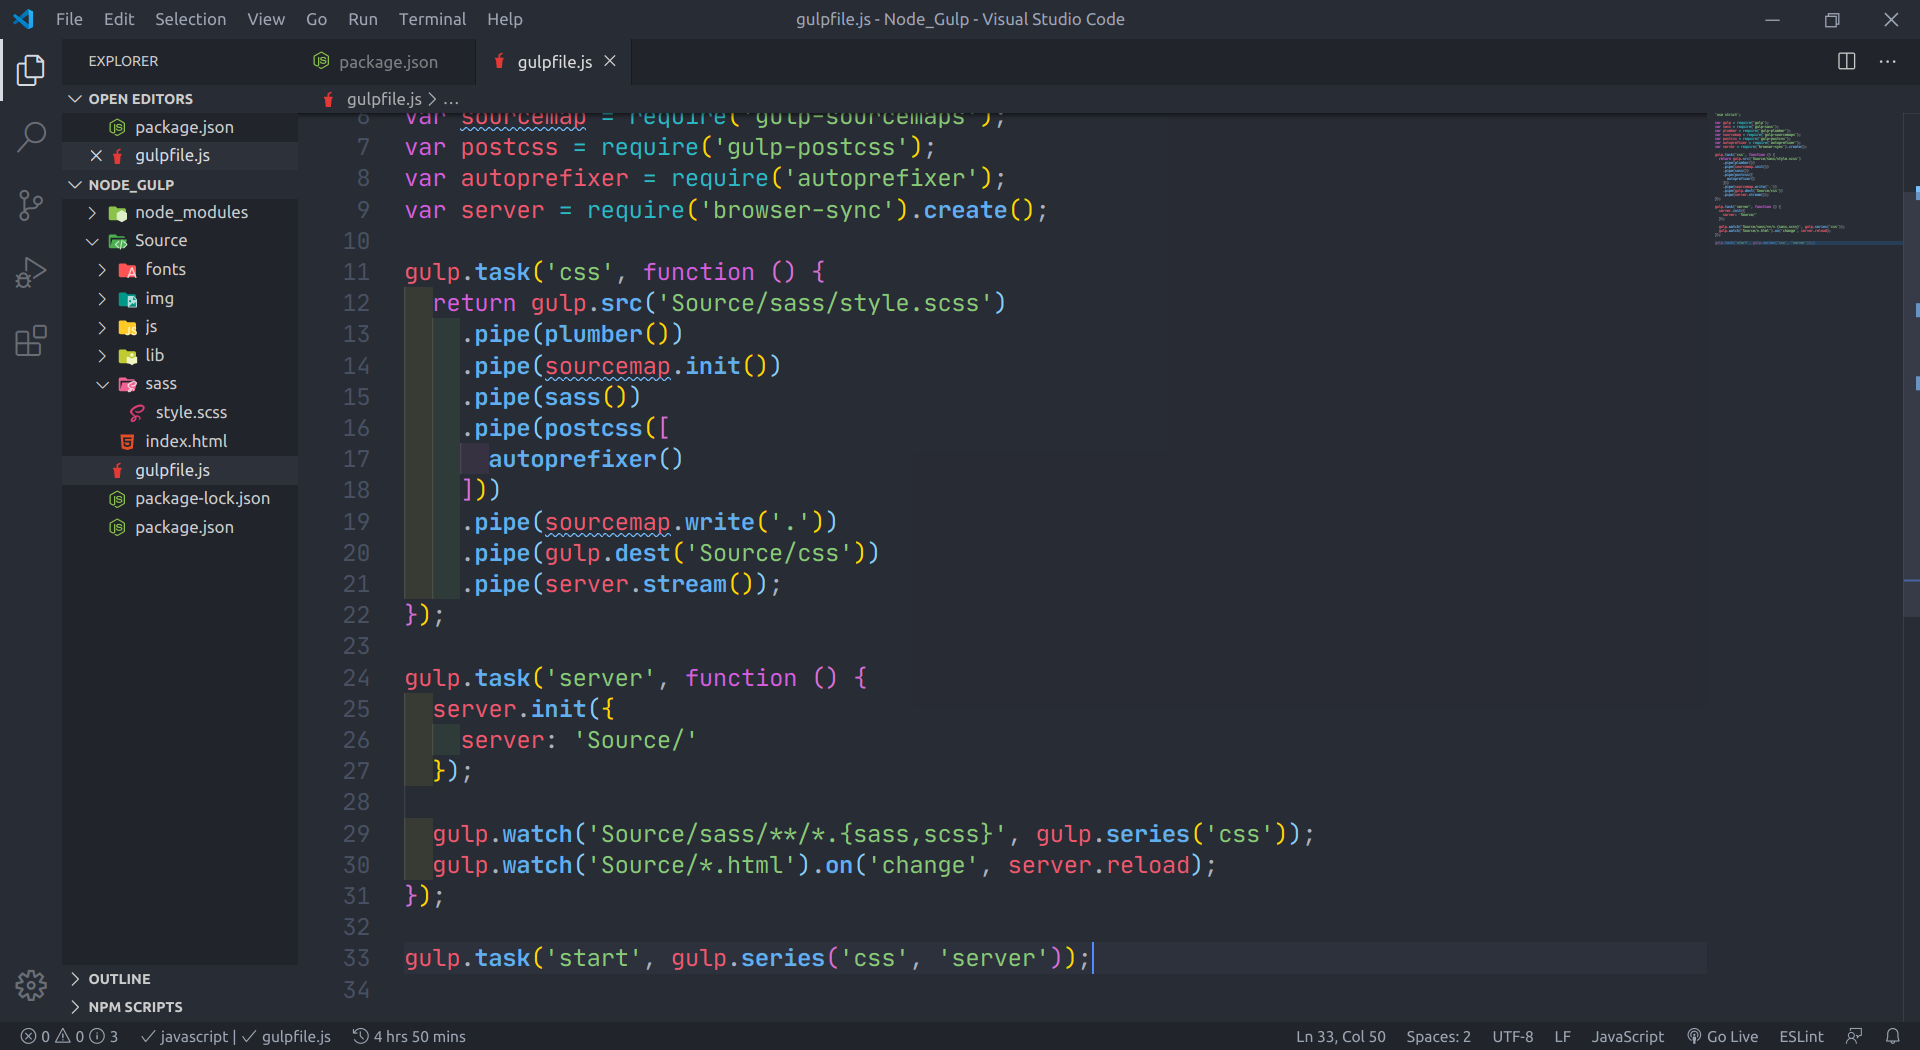 File Edit Selection View Go Run Terminal Help
gulpfile.js - Node_Gulp - Visual Studio Code
EXPLORER
OPEN EDITORS
package.json
gulpfile.js
NODE_GULP
node_modules
Source
fonts
img
js
lib
sass
style.scss
index.html
gulpfile.js
package-lock.json
package.json
OUTLINE
NPM SCRIPTS
package.json gulpfile.js
gulpfile.js > ...
6 var sourcemap = require('gulp-sourcemaps');
7 var postcss = require('gulp-postcss');
8 var autoprefixer = require('autoprefixer');
9 var server = require('browser-sync').create();
10
11 gulp.task('css', function () {
12 return gulp.src('Source/sass/style.scss')
13 .pipe(plumber())
14 .pipe(sourcemap.init())
15 .pipe(sass())
16 .pipe(postcss([
17 autoprefixer()
18 ]))
19 .pipe(sourcemap.write('.'))
20 .pipe(gulp.dest('Source/css'))
21 .pipe(server.stream());
22 });
23
24 gulp.task('server', function () {
25 server.init({
26 server: 'Source/'
27 });
28
29 gulp.watch('Source/sass/**/*.{sass,scss}', gulp.series('css'));
30 gulp.watch('Source/*.html').on('change', server.reload);
31 });
32
33 gulp.task('start', gulp.series('css', 'server'));
34
0 0 3 javascript | gulpfile.js 4 hrs 50 mins
Ln 33, Col 50 Spaces: 2 UTF-8 LF JavaScript Go Live ESLint